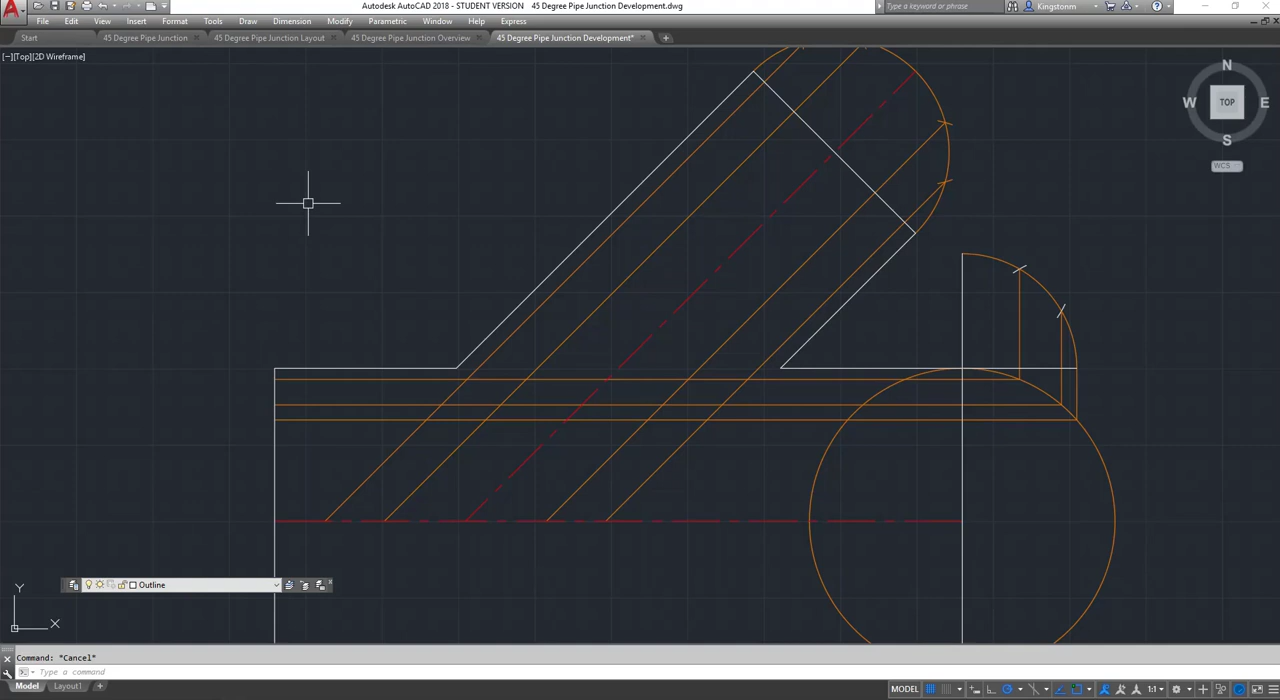 Autodesk AutoCAD 2018 - STUDENT VERSION 45 Degree Pipe Junction Development.dwg
Type a keyword or phrase
Kingstonm
File Edit View Insert Format Tools Draw Dimension Modify Parametric Window Help Express
Start 45 Degree Pipe Junction 45 Degree Pipe Junction Layout 45 Degree Pipe Junction Overview 45 Degree Pipe Junction Development*
[−][Top][2D Wireframe]
N
W TOP E
S
WCS
Outline
Y
X
Command: *Cancel*
Type a command
Model Layout1
MODEL 1:1